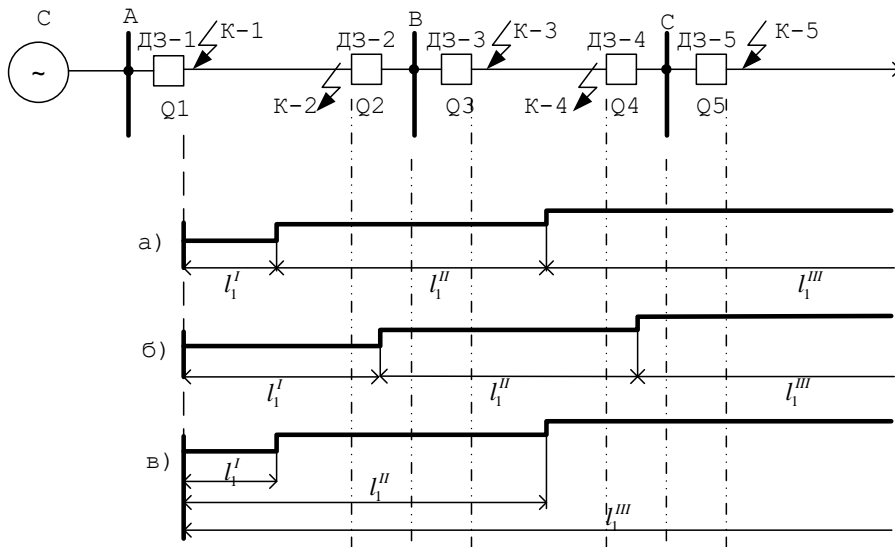 С А В С
ДЗ-1 К-1 ДЗ-2 ДЗ-3 К-3 ДЗ-4 ДЗ-5 К-5
~
Q1 К-2 Q2 Q3 К-4 Q4 Q5
а)
l₁ᴵ l₁ᴵᴵ l₁ᴵᴵᴵ
б)
l₁ᴵ l₁ᴵᴵ l₁ᴵᴵᴵ
в)
l₁ᴵ
l₁ᴵᴵ
l₁ᴵᴵᴵ